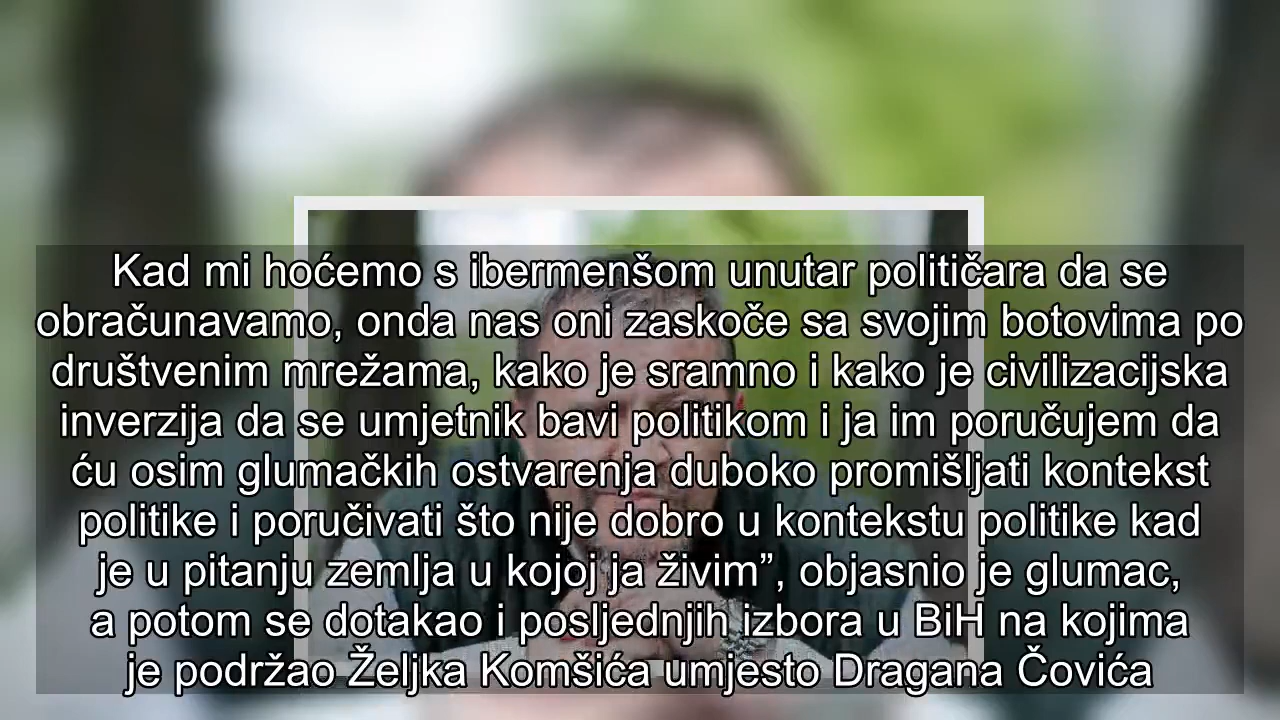 Kad mi hoćemo s ibermenšom unutar političara da se
obračunavamo, onda nas oni zaskoče sa svojim botovima po
društvenim mrežama, kako je sramno i kako je civilizacijska
inverzija da se umjetnik bavi politikom i ja im poručujem da
ću osim glumačkih ostvarenja duboko promišljati kontekst
politike i poručivati što nije dobro u kontekstu politike kad
je u pitanju zemlja u kojoj ja živim”, objasnio je glumac,
a potom se dotakao i posljednjih izbora u BiH na kojima
je podržao Željka Komšića umjesto Dragana Čovića